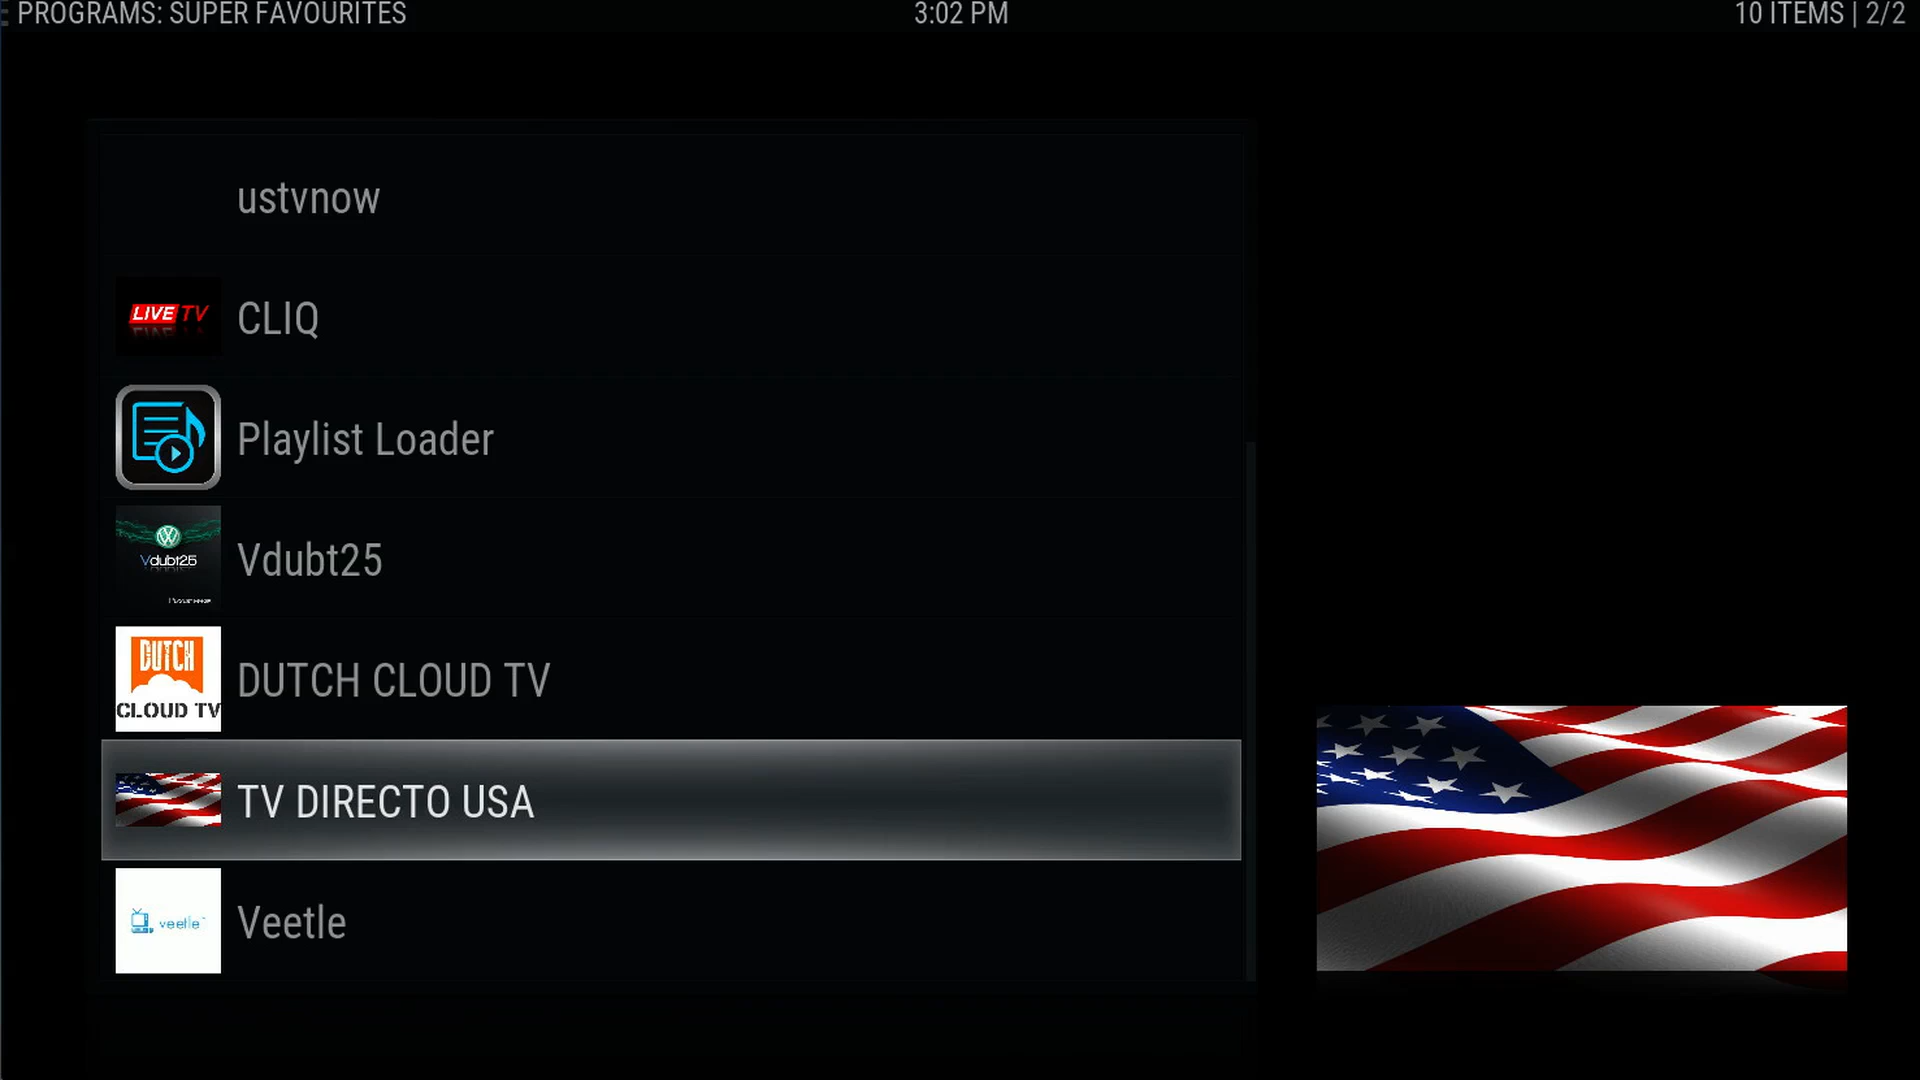 PROGRAMS: SUPER FAVOURITES
3:02 PM
10 ITEMS | 2/2
ustvnow
LIVE TV
CLIQ
Playlist Loader
Vdubt25
Vdubt25
DUTCH
CLOUD TV
DUTCH CLOUD TV
TV DIRECTO USA
veetle
Veetle